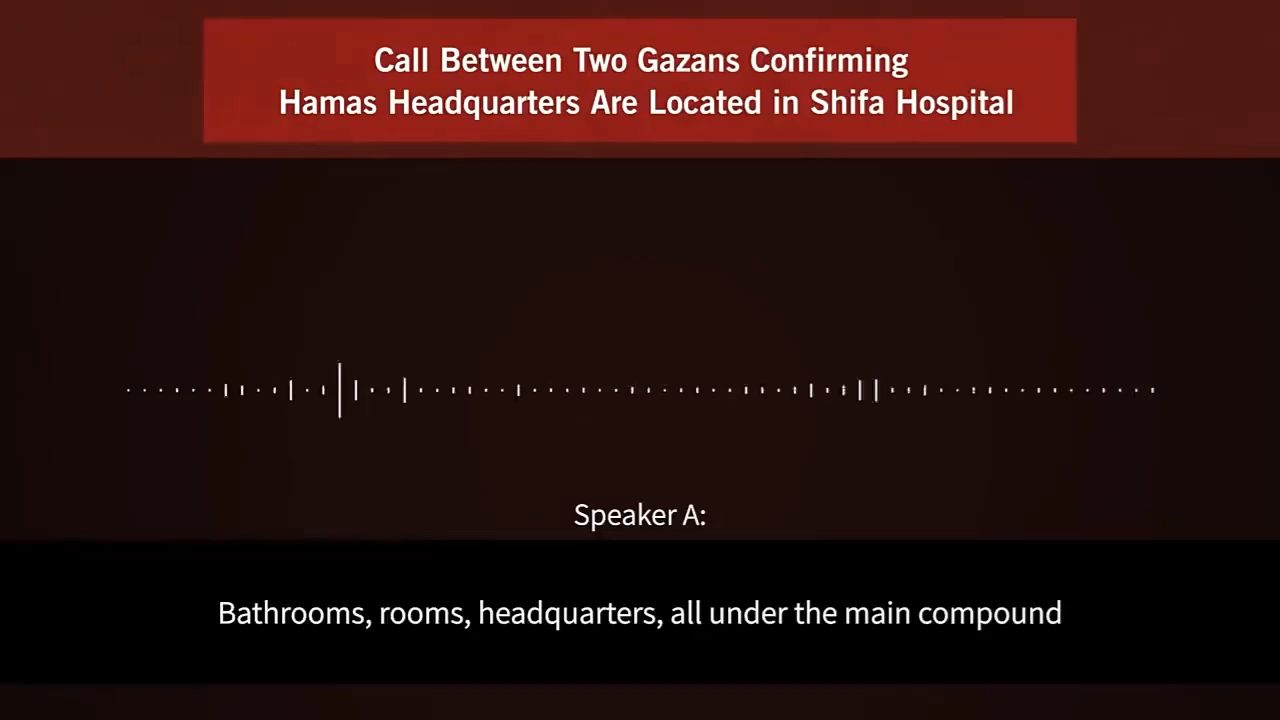 Call Between Two Gazans Confirming
Hamas Headquarters Are Located in Shifa Hospital
Speaker A:
Bathrooms, rooms, headquarters, all under the main compound